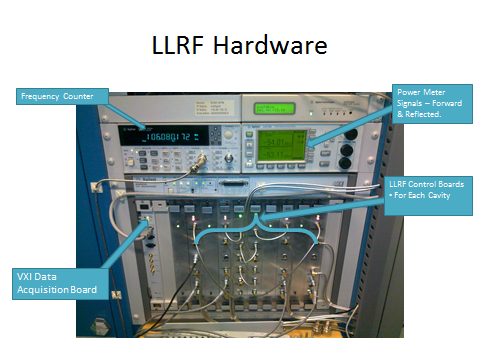 LLRF Hardware
Frequency Counter
Power Meter
Signals – Forward
& Reflected.
LLRF Control Boards
• For Each Cavity
VXI Data
Acquisition Board